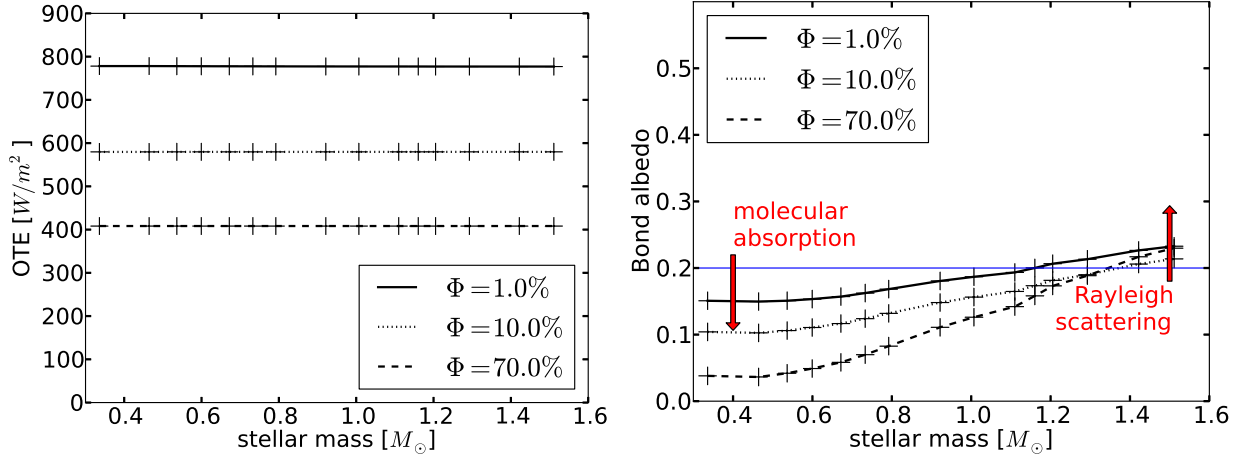 900
800
700
600
500
400
300
200
100
0
OTE [W/m² ]
0.4 0.6 0.8 1.0 1.2 1.4 1.6
stellar mass [M☉]
Φ=1.0%
Φ=10.0%
Φ=70.0%
0.5
0.4
0.3
0.2
0.1
0.0
Bond albedo
Φ=1.0%
Φ=10.0%
Φ=70.0%
molecular
absorption
Rayleigh
scattering
0.4 0.6 0.8 1.0 1.2 1.4 1.6
stellar mass [M☉]